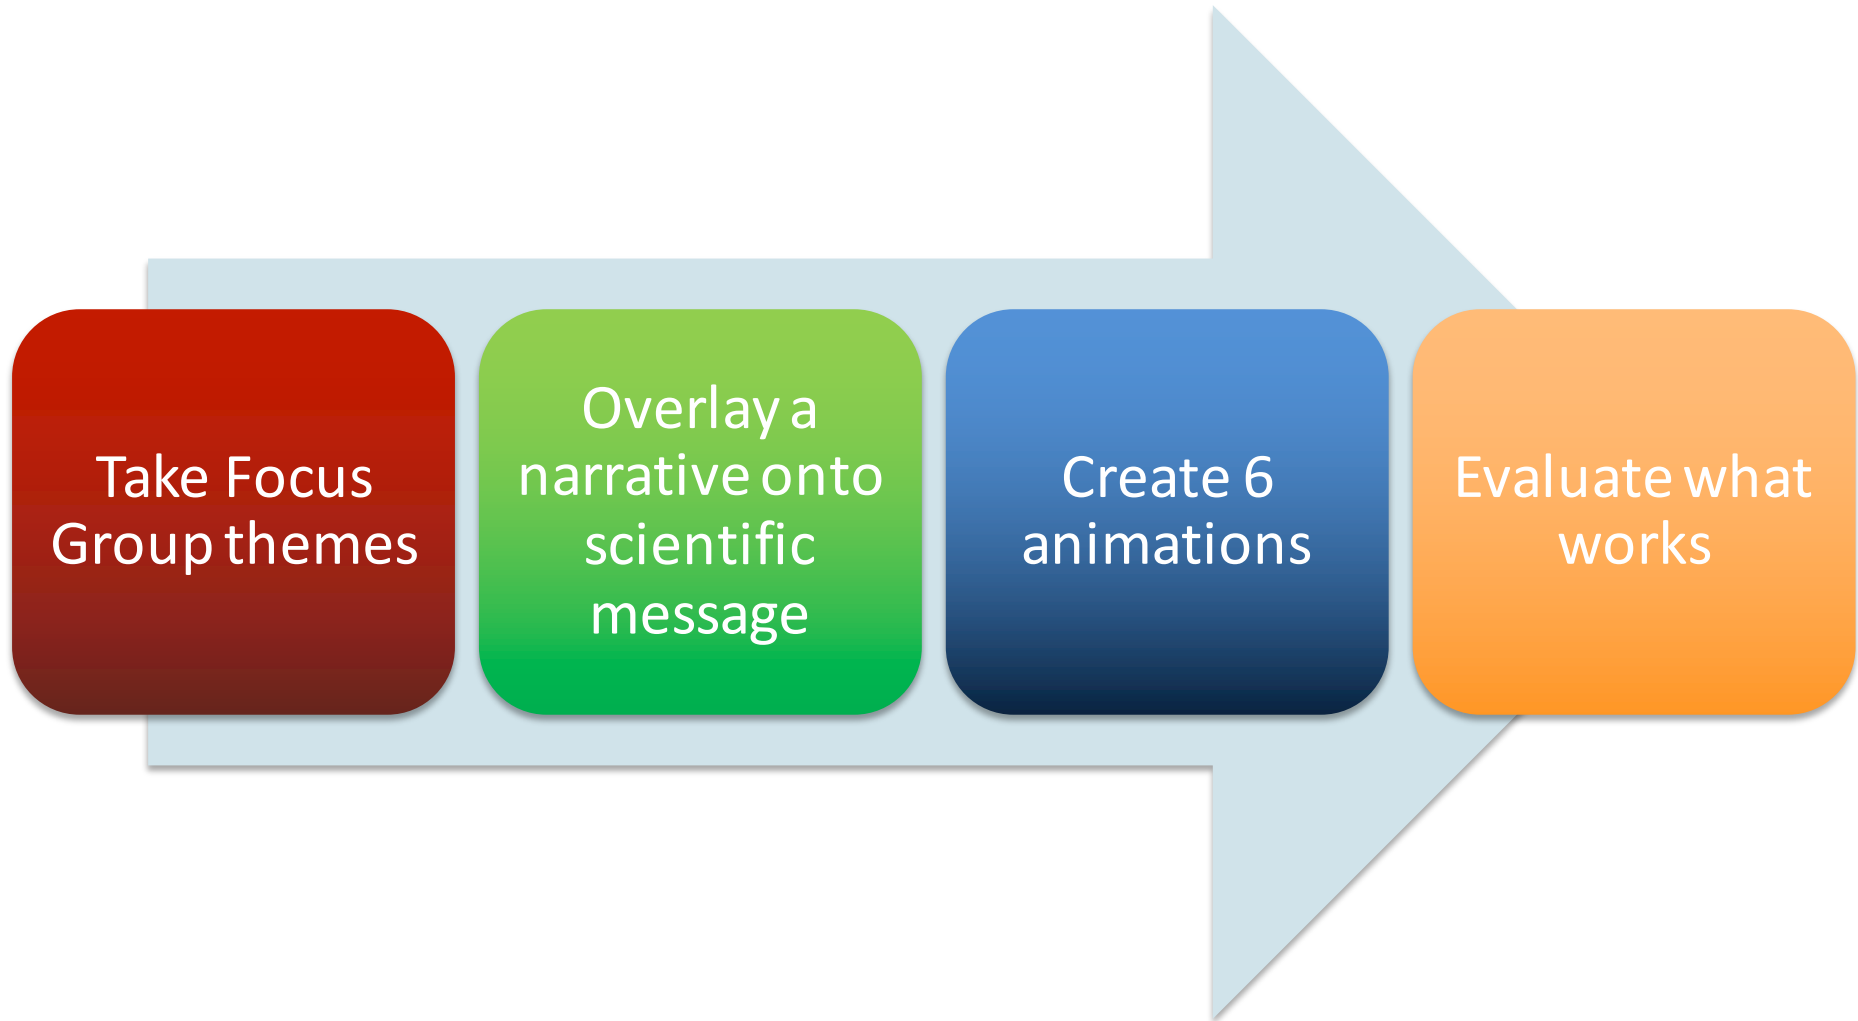 Take Focus
Group themes
Overlay a
narrative onto
scientific
message
Create 6
animations
Evaluate what
works